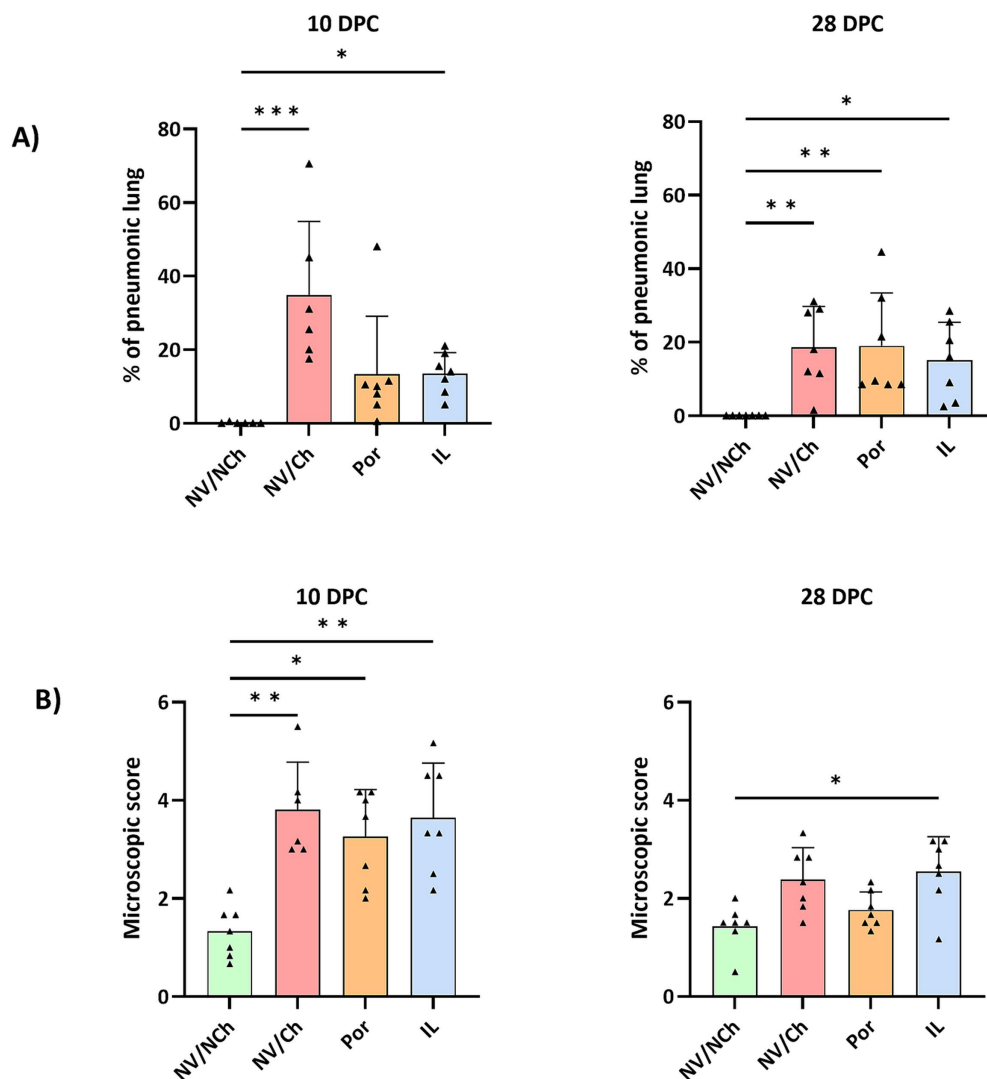 A)
10 DPC
*
* * *
% of pneumonic lung
80
60
40
20
0
NV/NCh
NV/Ch
Por
IL
28 DPC
*
* *
* *
% of pneumonic lung
80
60
40
20
0
NV/NCh
NV/Ch
Por
IL
B)
10 DPC
* *
*
* *
Microscopic score
6
4
2
0
NV/NCh
NV/Ch
Por
IL
28 DPC
*
Microscopic score
6
4
2
0
NV/NCh
NV/Ch
Por
IL